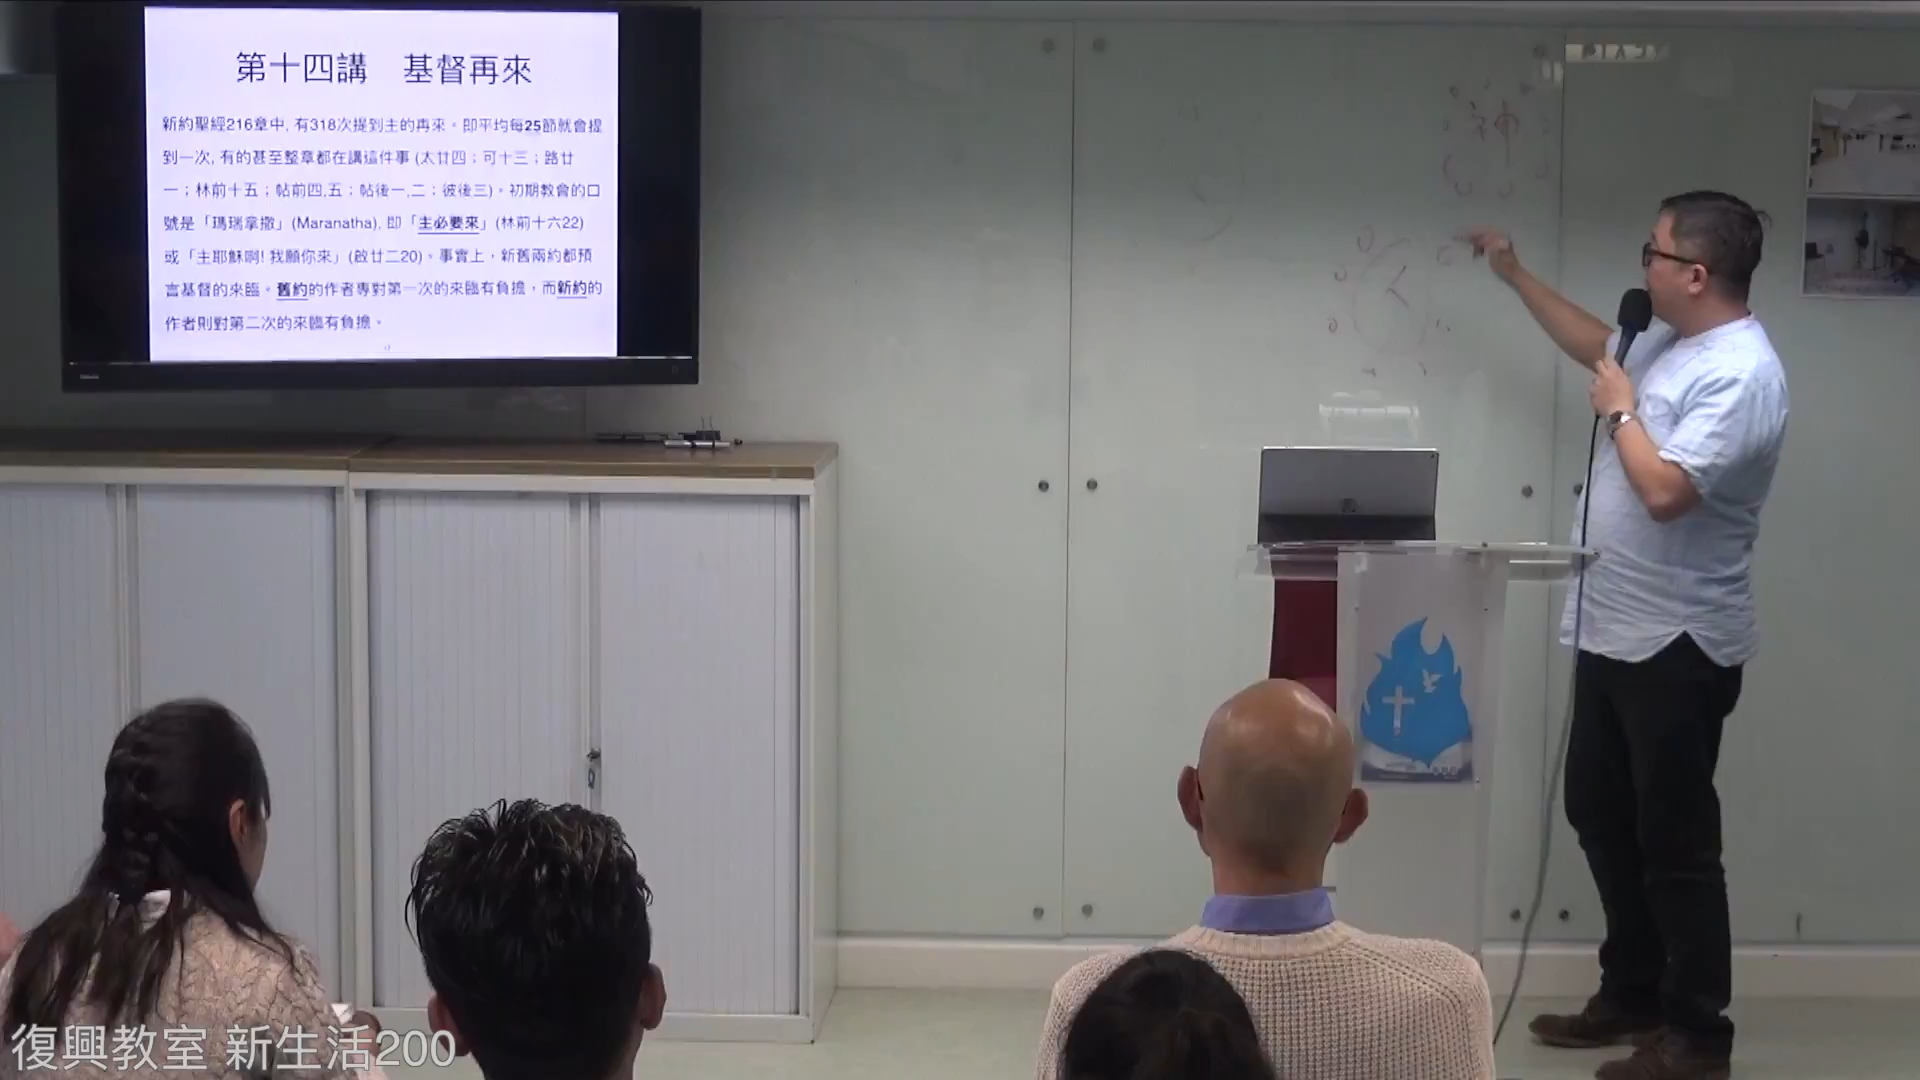 第十四講 基督再來
新約聖經216章中, 有318次提到主的再來。即平均每25節就會提
到一次, 有的甚至整章都在講這件事 (太廿四；可十三；路廿
一；林前十五；帖前四,五；帖後一,二；彼後三)。初期教會的口
號是「瑪瑞拿撒」(Maranatha), 即「主必要來」(林前十六22)
或「主耶穌啊! 我願你來」(啟廿二20)。事實上，新舊兩約都預
言基督的來臨。舊約的作者專對第一次的來臨有負擔，而新約的
作者則對第二次的來臨有負擔。
神
人
復興教室 新生活200